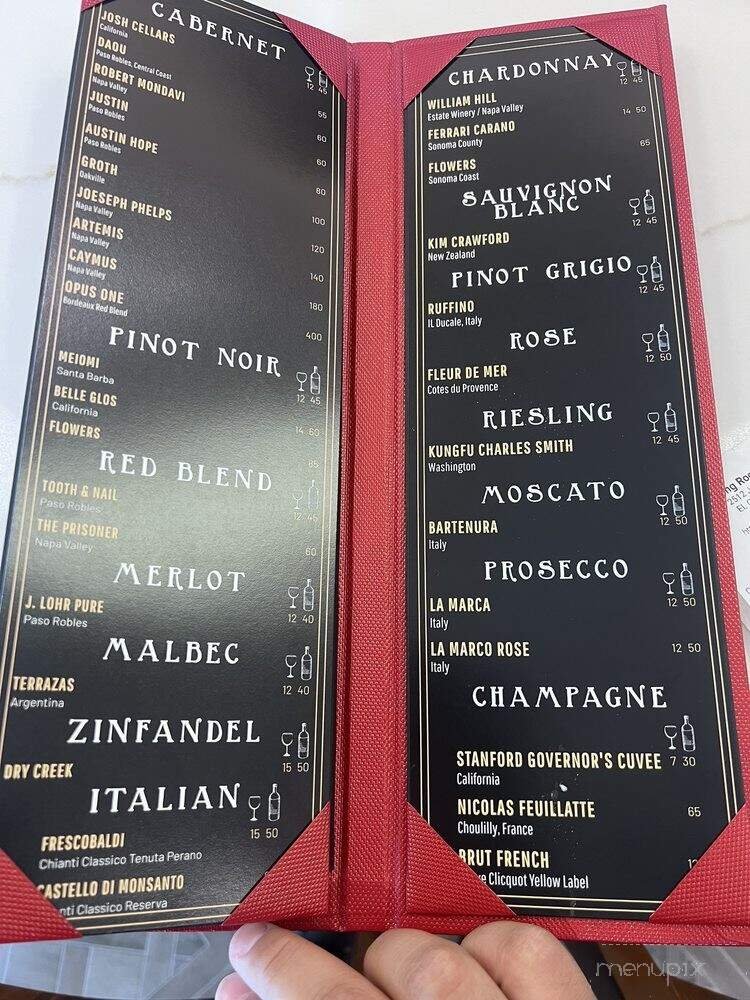 CABERNET
JOSH CELLARS
California
12 45
DAOU
Paso Robles, Central Coast
55
ROBERT MONDAVI
Napa Valley
60
JUSTIN
Paso Robles
60
AUSTIN HOPE
Paso Robles
80
GROTH
Oakville
100
JOESEPH PHELPS
Napa Valley
120
ARTEMIS
Napa Valley
140
CAYMUS
Napa Valley
180
OPUS ONE
Bordeaux Red Blend
400
PINOT NOIR
MEIOMI
Santa Barba
12 45
BELLE GLOS
California
14 60
FLOWERS
85
RED BLEND
TOOTH & NAIL
Paso Robles
12 45
THE PRISONER
Napa Valley
60
MERLOT
J. LOHR PURE
Paso Robles
12 40
MALBEC
TERRAZAS
Argentina
12 40
ZINFANDEL
DRY CREEK
15 50
ITALIAN
15 50
FRESCOBALDI
Chianti Classico Tenuta Perano
CASTELLO DI MONSANTO
Classico Reserva
CHARDONNAY
12 45
WILLIAM HILL
Estate Winery / Napa Valley
14 50
FERRARI CARANO
Sonoma County
65
FLOWERS
Sonoma Coast
SAUVIGNON
BLANC
12 45
KIM CRAWFORD
New Zealand
PINOT GRIGIO
12 45
RUFFINO
IL Ducale, Italy
ROSE
12 50
FLEUR DE MER
Cotes du Provence
RIESLING
12 45
KUNGFU CHARLES SMITH
Washington
MOSCATO
12 50
BARTENURA
Italy
PROSECCO
12 50
LA MARCA
Italy
LA MARCO ROSE
12 50
Italy
CHAMPAGNE
STANFORD GOVERNOR'S CUVEE 7 30
California
NICOLAS FEUILLATTE
65
Choulilly, France
BRUT FRENCH
Clicquot Yellow Label
menupix